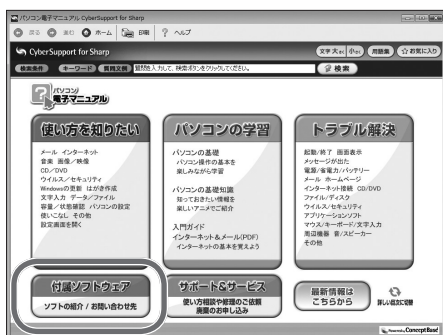 パソコン電子マニュアル CyberSupport for Sharp
戻る 進む ホーム 印刷 ヘルプ
CyberSupport for Sharp
文字 大きく 小さく 用語集 お気に入り
検索条件 キーワード 質問文例 質問を入力して、検索ボタンをクリックしてください。 検索
パソコン
電子マニュアル
使い方を知りたい
メール インターネット
音楽 画像/映像
CD/DVD
ウイルス/セキュリティ
Windowsの更新 はがき作成
文字入力 データ/ファイル
容量/状態確認 パソコンの設定
使いこなし その他
設定画面を開く
パソコンの学習
パソコンの基礎
パソコン操作の基本を
楽しみながら学習
パソコンの基礎知識
知っておきたい情報を
楽しいアニメでご紹介
入門ガイド
インターネット&メール(PDF)
インターネットの基本を覚えよう
トラブル解決
起動/終了 画面表示
メッセージが出た
電源/省電力/バッテリー
メール ホームページ
インターネット接続 CD/DVD
ファイル/ディスク
ウイルス/セキュリティ
アプリケーションソフト
マウス/キーボード/文字入力
周辺機器 音/スピーカー
その他
付属ソフトウェア
ソフトの紹介/お問い合わせ先
サポート&サービス
使い方相談や修理のご依頼
廃棄のお申し込み
最新情報は
こちらから
詳しい目次に切替
Powered by ConceptBase